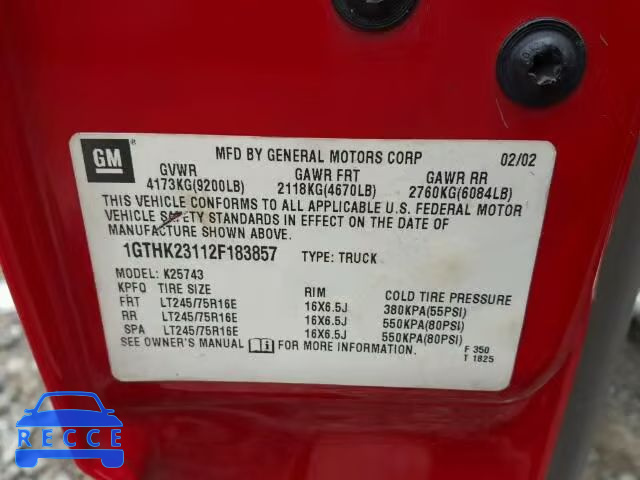 GM ®
MFD BY GENERAL MOTORS CORP 02/02
GVWR GAWR FRT GAWR RR
4173KG(9200LB) 2118KG(4670LB) 2760KG(6084LB)
THIS VEHICLE CONFORMS TO ALL APPLICABLE U.S. FEDERAL MOTOR
VEHICLE SAFETY STANDARDS IN EFFECT ON THE DATE OF
MANUFACTURE SHOWN ABOVE.
1GTHK23112F183857 TYPE: TRUCK
MODEL: K25743
KPFQ TIRE SIZE RIM COLD TIRE PRESSURE
FRT LT245/75R16E 16X6.5J 380KPA(55PSI)
RR LT245/75R16E 16X6.5J 550KPA(80PSI)
SPA LT245/75R16E 16X6.5J 550KPA(80PSI)
SEE OWNER'S MANUAL FOR MORE INFORMATION.
F 350
T 1825
RECCE